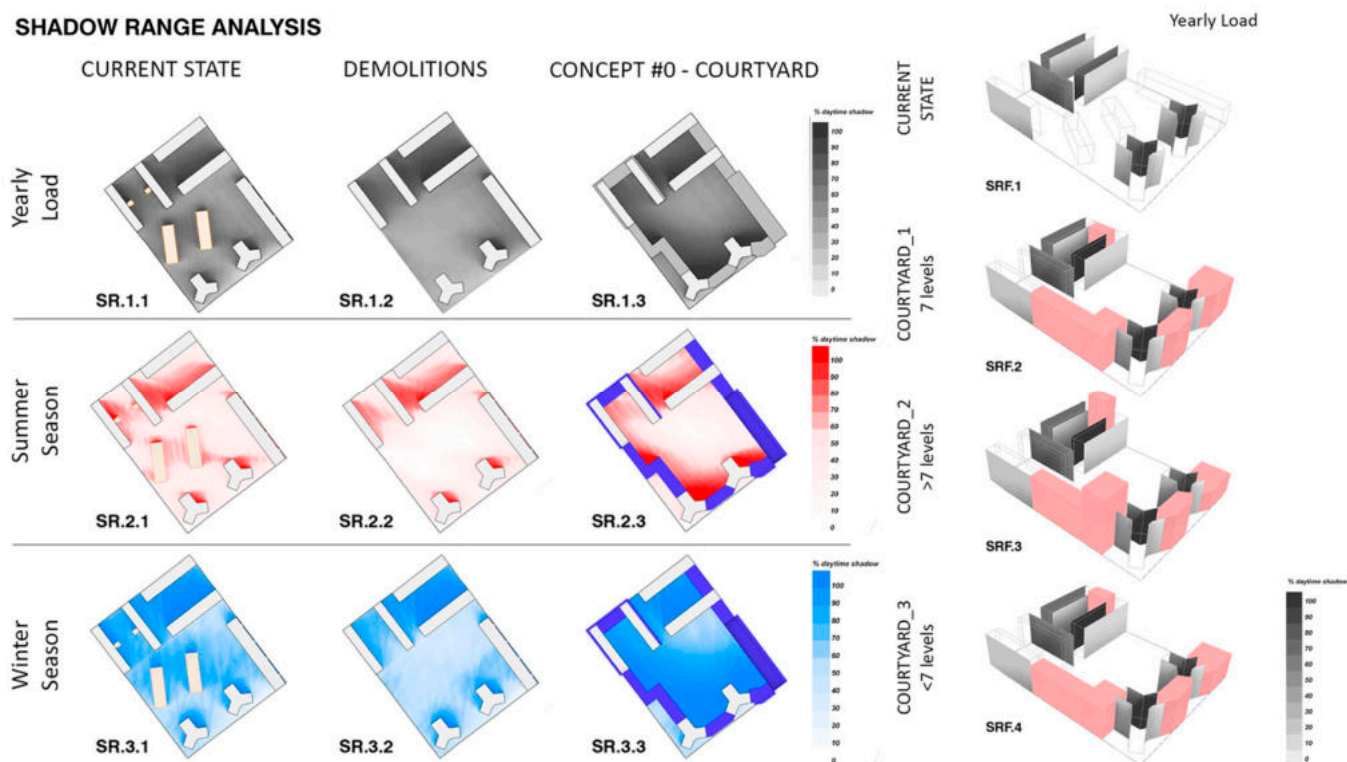 SHADOW RANGE ANALYSIS
CURRENT STATE
DEMOLITIONS
CONCEPT #0 - COURTYARD
Yearly
Load
SR.1.1
SR.1.2
SR.1.3
% daytime shadow
100
90
80
70
60
50
40
30
20
10
0
Summer
Season
SR.2.1
SR.2.2
SR.2.3
% daytime shadow
100
90
80
70
60
50
40
30
20
10
0
Winter
Season
SR.3.1
SR.3.2
SR.3.3
% daytime shadow
100
90
80
70
60
50
40
30
20
10
0
Yearly Load
CURRENT
STATE
SRF.1
COURTYARD_1
7 levels
SRF.2
COURTYARD_2
>7 levels
SRF.3
COURTYARD_3
<7 levels
SRF.4
% daytime shadow
100
90
80
70
60
50
40
30
20
10
0